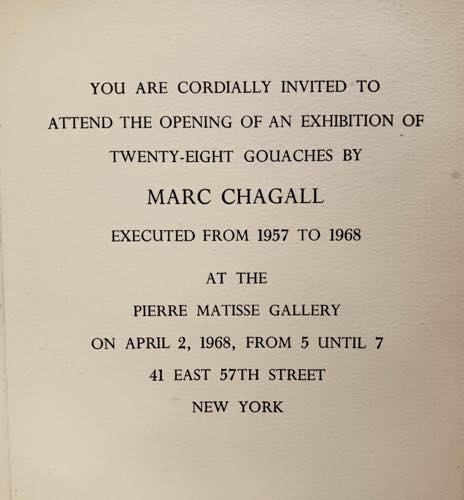 YOU ARE CORDIALLY INVITED TO
ATTEND THE OPENING OF AN EXHIBITION OF
TWENTY-EIGHT GOUACHES BY
MARC CHAGALL
EXECUTED FROM 1957 TO 1968
AT THE
PIERRE MATISSE GALLERY
ON APRIL 2, 1968, FROM 5 UNTIL 7
41 EAST 57TH STREET
NEW YORK